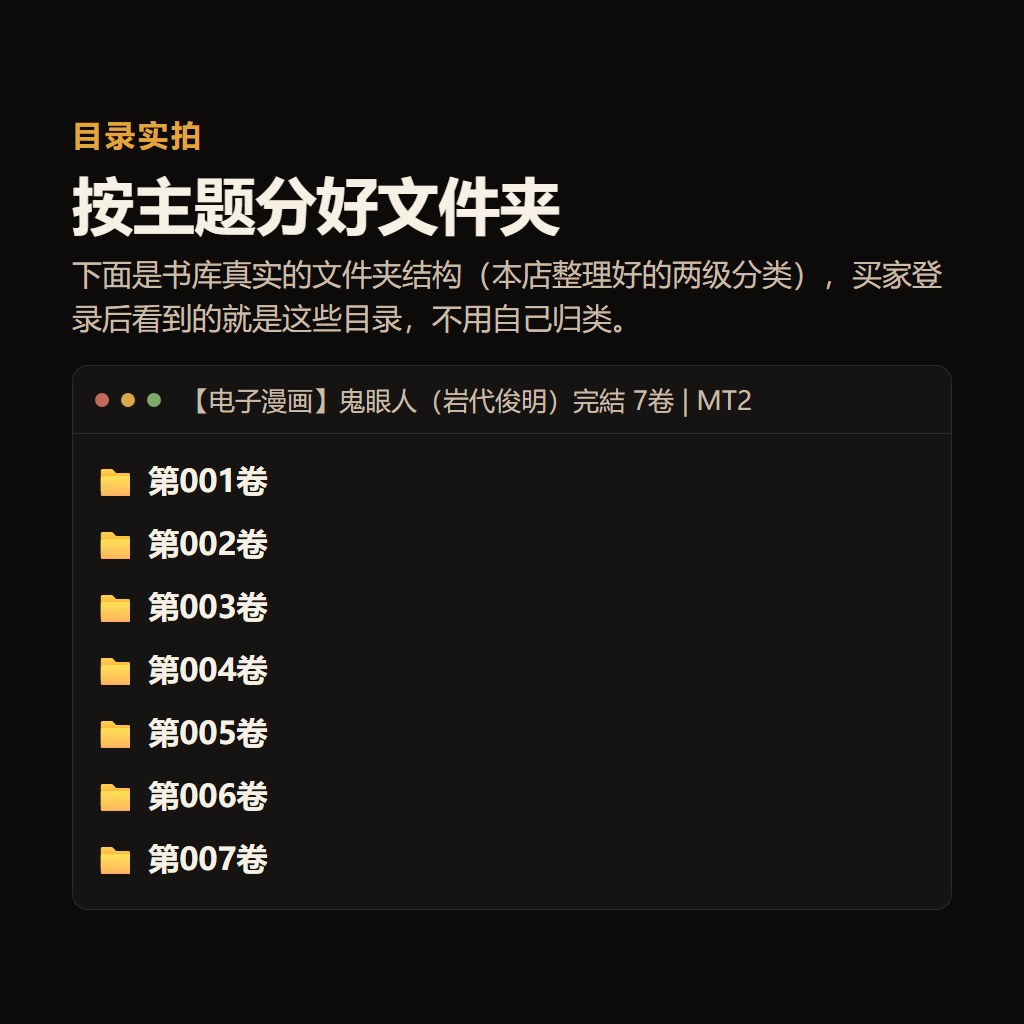 目录实拍
按主题分好文件夹
下面是书库真实的文件夹结构（本店整理好的两级分类），买家登
录后看到的就是这些目录，不用自己归类。
【电子漫画】鬼眼人（岩代俊明）完結 7卷 | MT2
第001卷
第002卷
第003卷
第004卷
第005卷
第006卷
第007卷